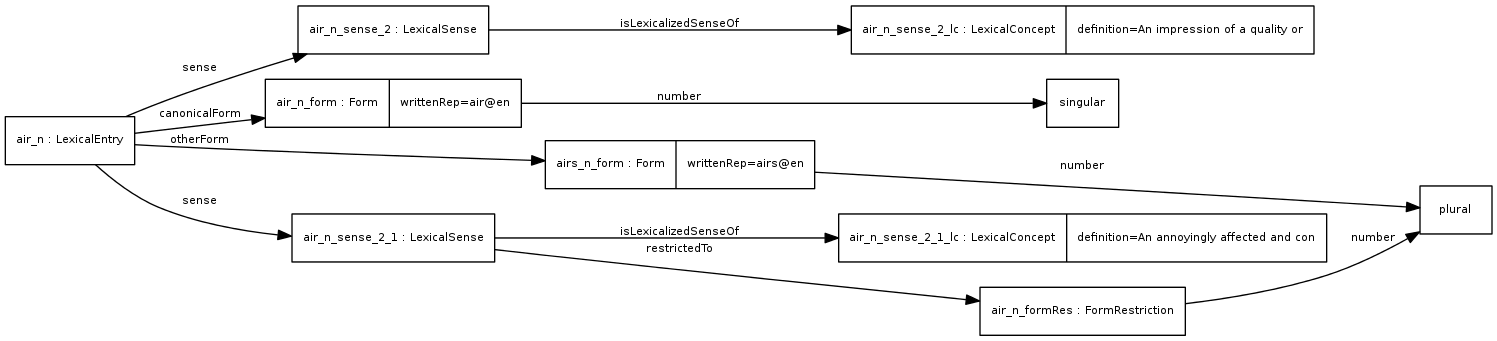 air_n_sense_2 : LexicalSense
isLexicalizedSenseOf
air_n_sense_2_lc : LexicalConcept
definition=An impression of a quality or
sense
air_n_form : Form
writtenRep=air@en
number
singular
canonicalForm
air_n : LexicalEntry
otherForm
airs_n_form : Form
writtenRep=airs@en
number
plural
sense
air_n_sense_2_1 : LexicalSense
isLexicalizedSenseOf
air_n_sense_2_1_lc : LexicalConcept
definition=An annoyingly affected and con
number
restrictedTo
air_n_formRes : FormRestriction